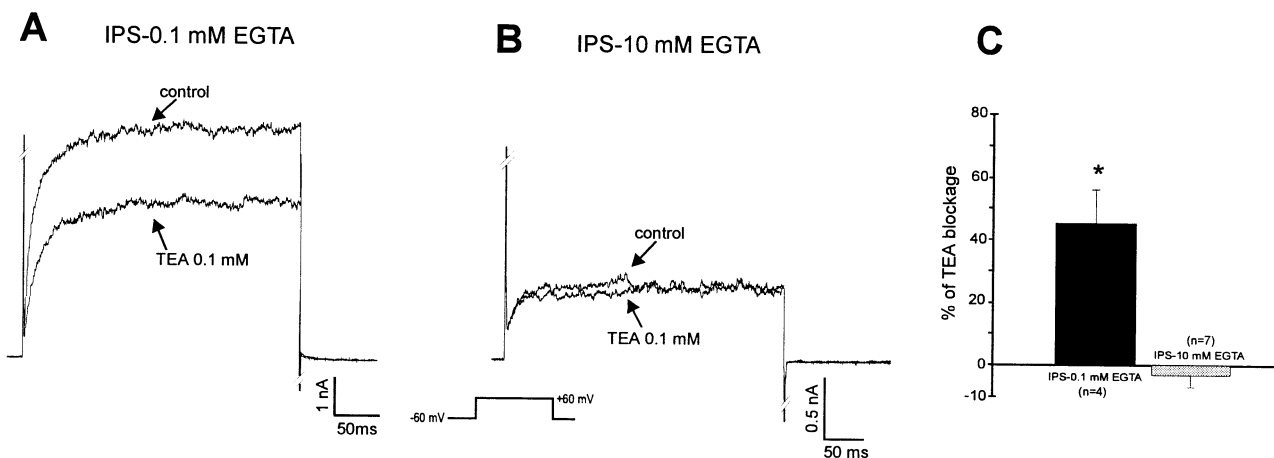 A
IPS-0.1 mM EGTA
control
TEA 0.1 mM
1 nA
50ms
B
IPS-10 mM EGTA
control
TEA 0.1 mM
-60 mV
+60 mV
0.5 nA
50 ms
C
% of TEA blockage
80
60
40
20
0
-10
*
(n=7)
IPS-10 mM EGTA
IPS-0.1 mM EGTA
(n=4)